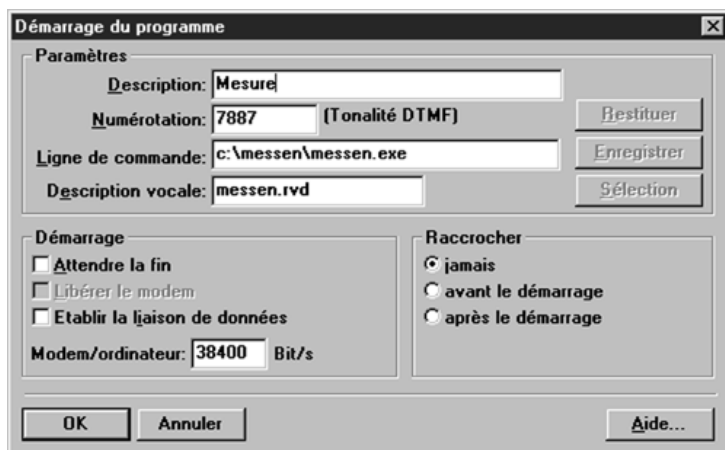 Démarrage du programme
Paramètres
Description: Mesure
Numérotation: 7887 (Tonalité DTMF)
Restituer
Ligne de commande: c:\messen\messen.exe
Enregistrer
Description vocale: messen.rvd
Sélection
Démarrage
Attendre la fin
Libérer le modem
Etablir la liaison de données
Modem/ordinateur: 38400 Bit/s
Raccrocher
jamais
avant le démarrage
après le démarrage
OK
Annuler
Aide...